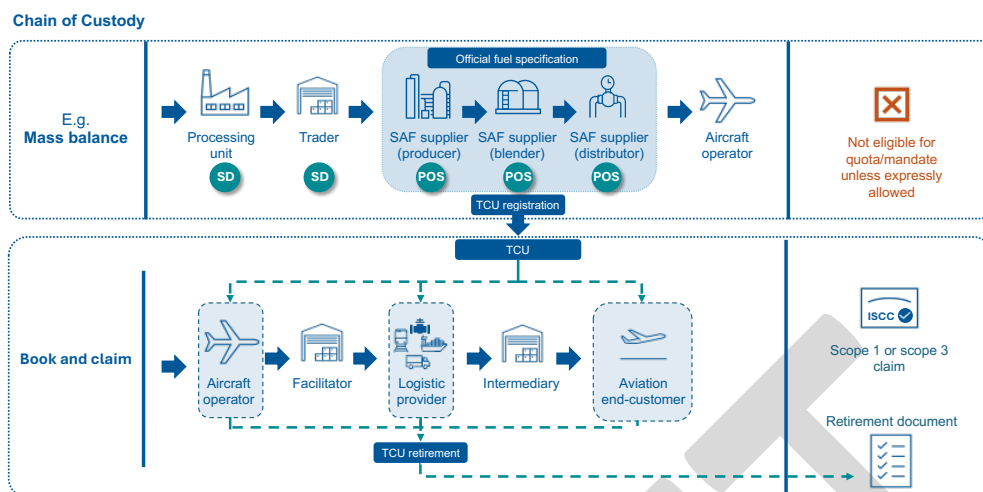 Chain of Custody
E.g.
Mass balance
Official fuel specification
Processing
unit
Trader
SAF supplier
(producer)
SAF supplier
(blender)
SAF supplier
(distributor)
Aircraft
operator
SD
SD
POS
POS
POS
Not eligible for
quota/mandate
unless expressly
allowed
TCU registration
TCU
Book and claim
Aircraft
operator
Facilitator
Logistic
provider
Intermediary
Aviation
end-customer
ISCC
Scope 1 or scope 3
claim
TCU retirement
Retirement document